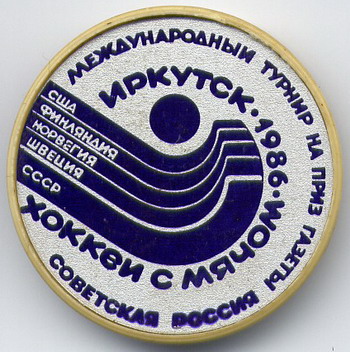 МЕЖДУНАРОДНЫЙ ТУРНИР НА ПРИЗ ГАЗЕТЫ
СОВЕТСКАЯ РОССИЯ
ИРКУТСК·1986·
ХОККЕЙ С МЯЧОМ
США
ФИНЛЯНДИЯ
НОРВЕГИЯ
ШВЕЦИЯ
СССР